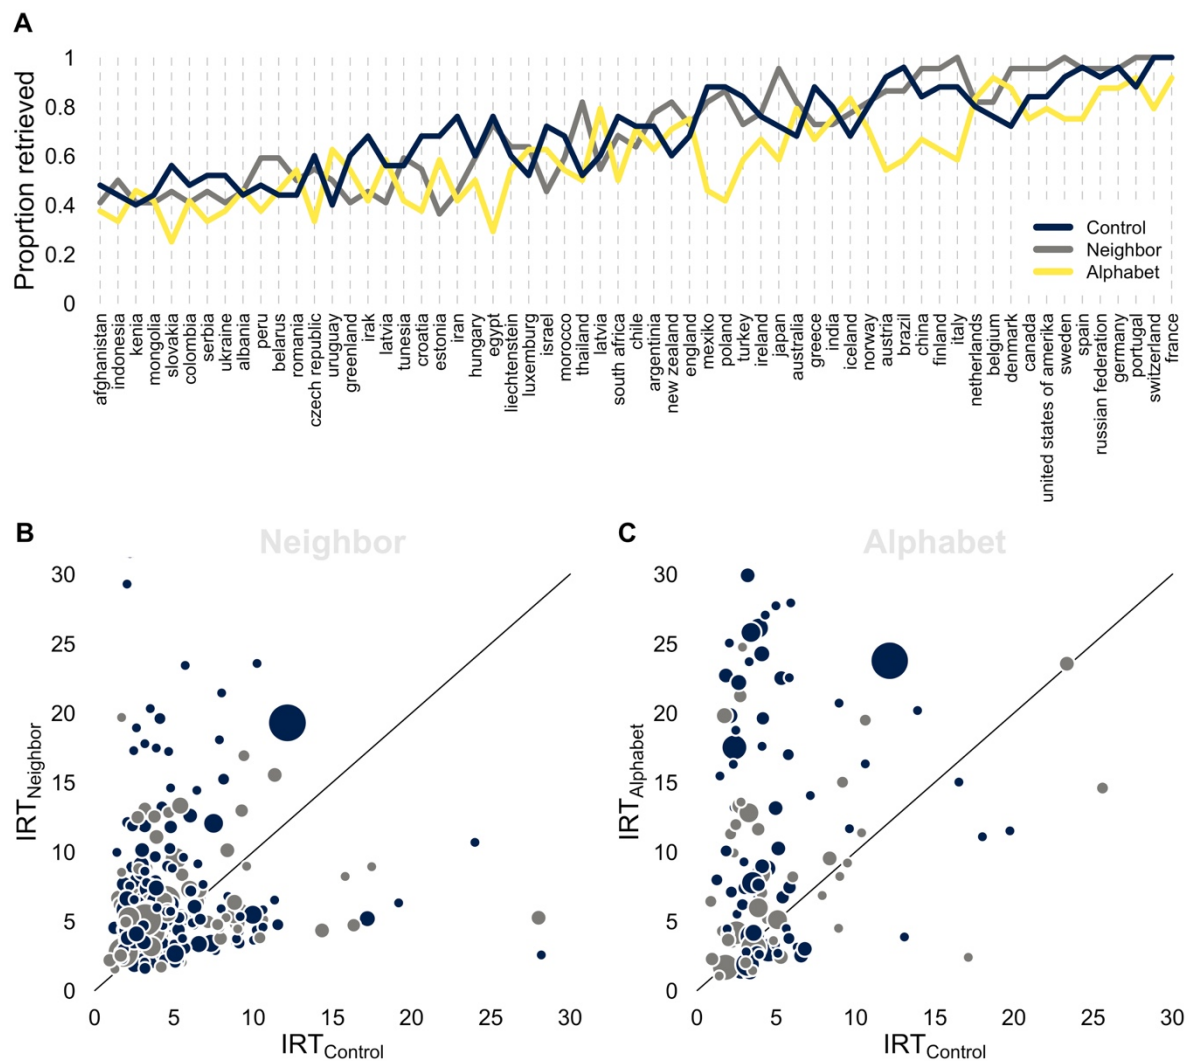 A
Proportion retrieved
1
0.8
0.6
0.4
0.2
0
Control
Neighbor
Alphabet
afghanistan
indonesia
kenia
mongolia
slovakia
colombia
serbia
ukraine
albania
peru
belarus
romania
czech republic
uruguay
greenland
irak
latvia
tunesia
croatia
estonia
iran
hungary
egypt
liechtenstein
luxemburg
israel
morocco
thailand
latvia
south africa
chile
argentinia
new zealand
england
mexiko
poland
turkey
ireland
japan
australia
greece
india
iceland
norway
austria
brazil
china
finland
italy
netherlands
belgium
denmark
canada
united states of amerika
sweden
spain
russian federation
germany
portugal
switzerland
france
B
Neighbor
IRTNeighbor
30
25
20
15
10
5
0
0 5 10 15 20 25 30
IRTControl
C
Alphabet
IRTAlphabet
30
25
20
15
10
5
0
0 5 10 15 20 25 30
IRTControl